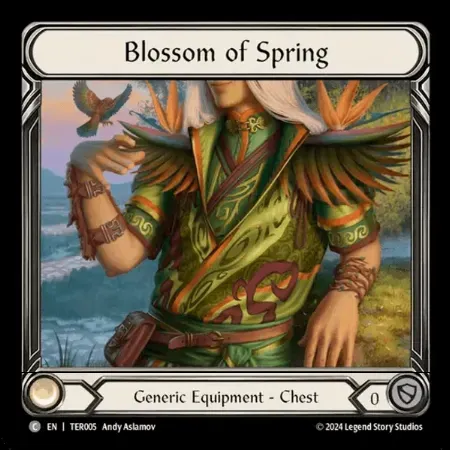 Blossom of Spring
Generic Equipment - Chest
0
C EN | TER005 Andy Aslamov
© 2024 Legend Story Studios